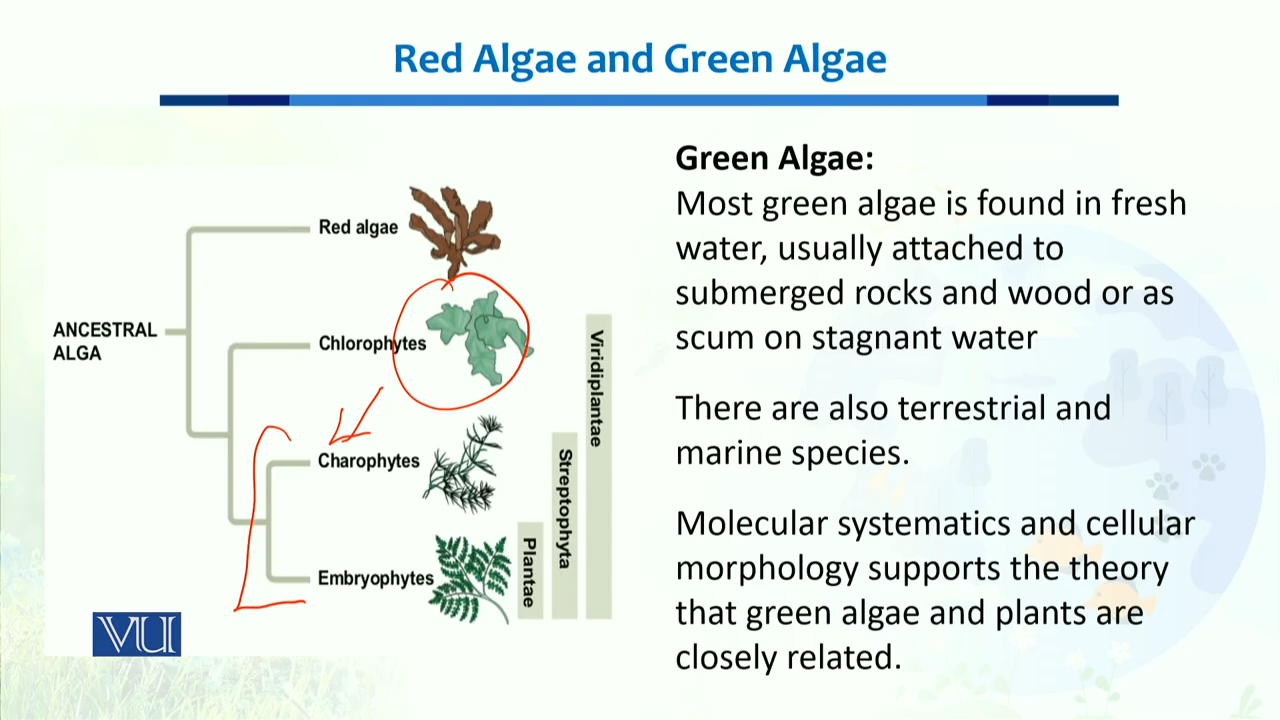 Red Algae and Green Algae
Red algae
Chlorophytes
ANCESTRAL
ALGA
Charophytes
Embryophytes
Plantae
Streptophyta
Viridiplantae
VU
Green Algae:
Most green algae is found in fresh
water, usually attached to
submerged rocks and wood or as
scum on stagnant water
There are also terrestrial and
marine species.
Molecular systematics and cellular
morphology supports the theory
that green algae and plants are
closely related.